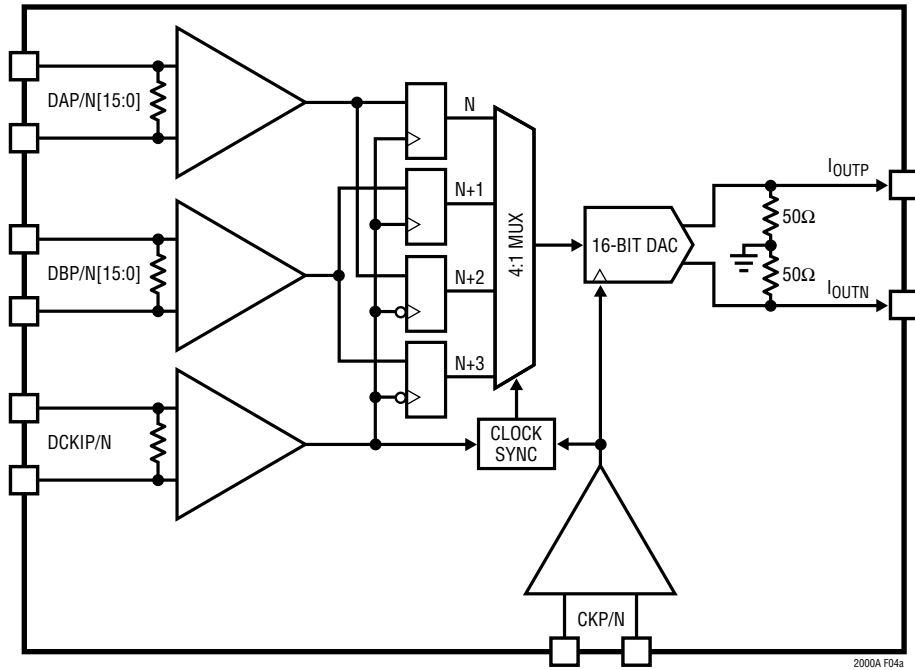 DAP/N[15:0]
N
N+1
N+2
N+3
4:1 MUX
DBP/N[15:0]
DCKIP/N
CLOCK
SYNC
16-BIT DAC
IOUTP
50Ω
50Ω
IOUTN
CKP/N
2000A F04a